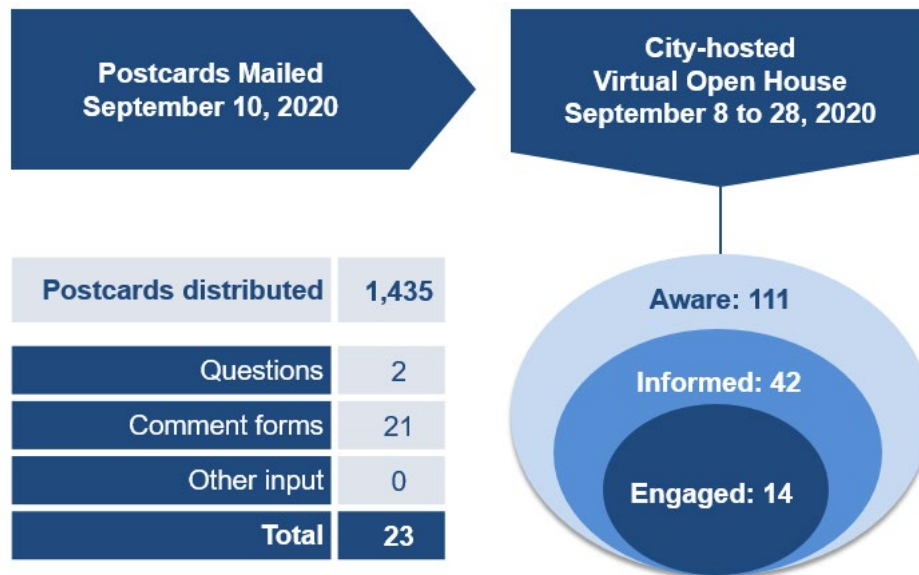 Postcards Mailed
September 10, 2020
City-hosted
Virtual Open House
September 8 to 28, 2020
Postcards distributed 1,435
Questions 2
Comment forms 21
Other input 0
Total 23
Aware: 111
Informed: 42
Engaged: 14